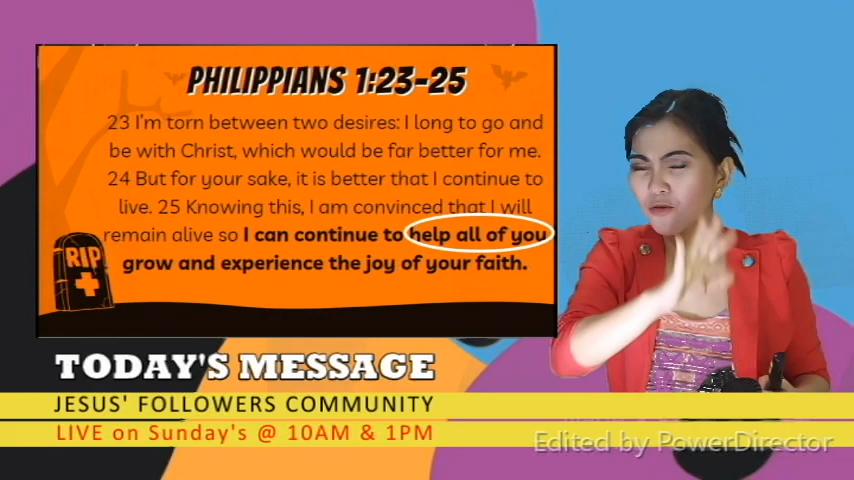 PHILIPPIANS 1:23-25
23 I'm torn between two desires: I long to go and
be with Christ, which would be far better for me.
24 But for your sake, it is better that I continue to
live. 25 Knowing this, I am convinced that I will
remain alive so I can continue to help all of you
grow and experience the joy of your faith.
RIP
TODAY'S MESSAGE
JESUS' FOLLOWERS COMMUNITY
LIVE on Sunday's @ 10AM & 1PM
Edited by PowerDirector